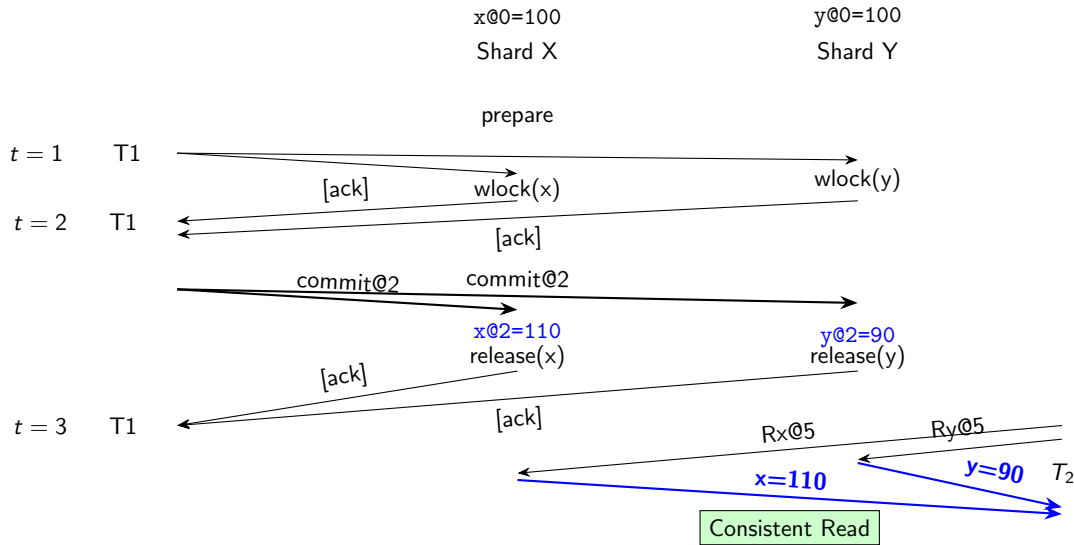 x@0=100 y@0=100
Shard X Shard Y
prepare
t = 1 T1
wlock(x) wlock(y)
[ack]
t = 2 T1
[ack]
commit@2 commit@2
x@2=110 y@2=90
release(x) release(y)
[ack]
[ack]
t = 3 T1
Rx@5 Ry@5
x=110 y=90 T2
Consistent Read